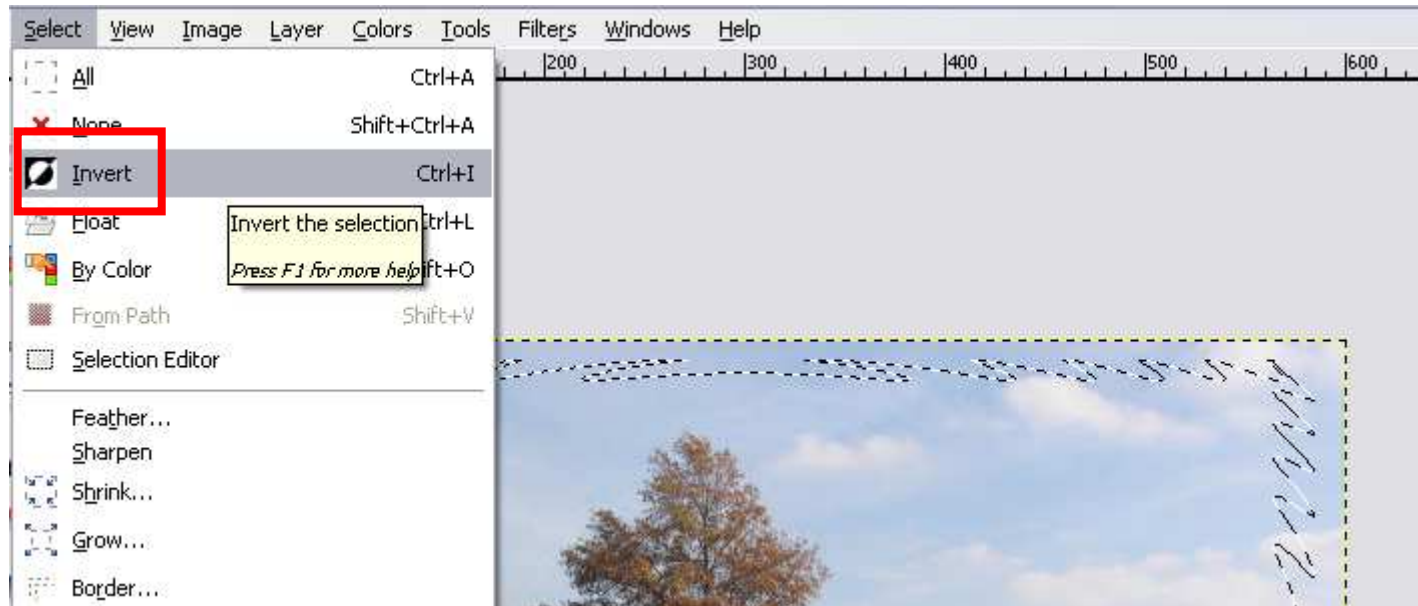 Select View Image Layer Colors Tools Filters Windows Help
200 300 400 500 600
All Ctrl+A
None Shift+Ctrl+A
Invert Ctrl+I
Float Ctrl+L
Invert the selection
By Color ift+O
Press F1 for more help
From Path Shift+V
Selection Editor
Feather...
Sharpen
Shrink...
Grow...
Border...